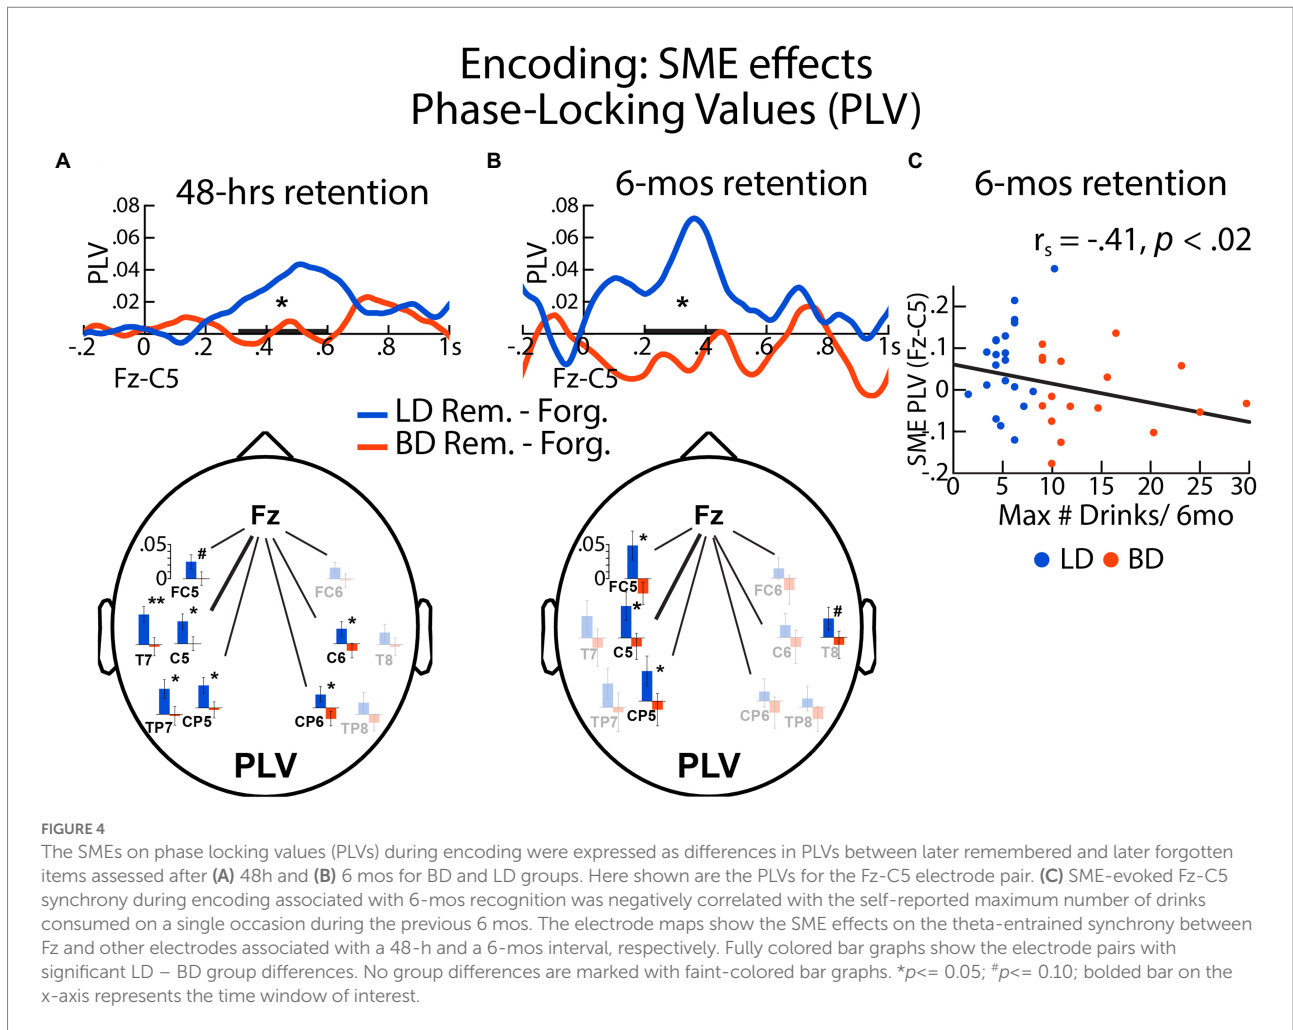 Encoding: SME effects
Phase-Locking Values (PLV)
A
48-hrs retention
PLV
.08
.06
.04
.02
*
-.2 0 .2 .4 .6 .8 1s
Fz-C5
B
6-mos retention
PLV
.08
.06
.04
.02
*
-.2 0 .2 .4 .6 .8 1s
Fz-C5
LD Rem. - Forg.
BD Rem. - Forg.
C
6-mos retention
rs = -.41, p < .02
SME PLV (Fz-C5)
.2
.1
0
-.1
-.2
0 5 10 15 20 25 30
Max # Drinks/ 6mo
LD BD
Fz
.05
0
#
FC5 FC6
** * *
T7 C5 C6 T8
* * *
TP7 CP5 CP6 TP8
PLV
Fz
.05
0
*
FC5 FC6
* #
T7 C5 C6 T8
*
TP7 CP5 CP6 TP8
PLV
FIGURE 4
The SMEs on phase locking values (PLVs) during encoding were expressed as differences in PLVs between later remembered and later forgotten
items assessed after (A) 48h and (B) 6 mos for BD and LD groups. Here shown are the PLVs for the Fz-C5 electrode pair. (C) SME-evoked Fz-C5
synchrony during encoding associated with 6-mos recognition was negatively correlated with the self-reported maximum number of drinks
consumed on a single occasion during the previous 6 mos. The electrode maps show the SME effects on the theta-entrained synchrony between
Fz and other electrodes associated with a 48-h and a 6-mos interval, respectively. Fully colored bar graphs show the electrode pairs with
significant LD – BD group differences. No group differences are marked with faint-colored bar graphs. *p<= 0.05; #p<= 0.10; bolded bar on the
x-axis represents the time window of interest.